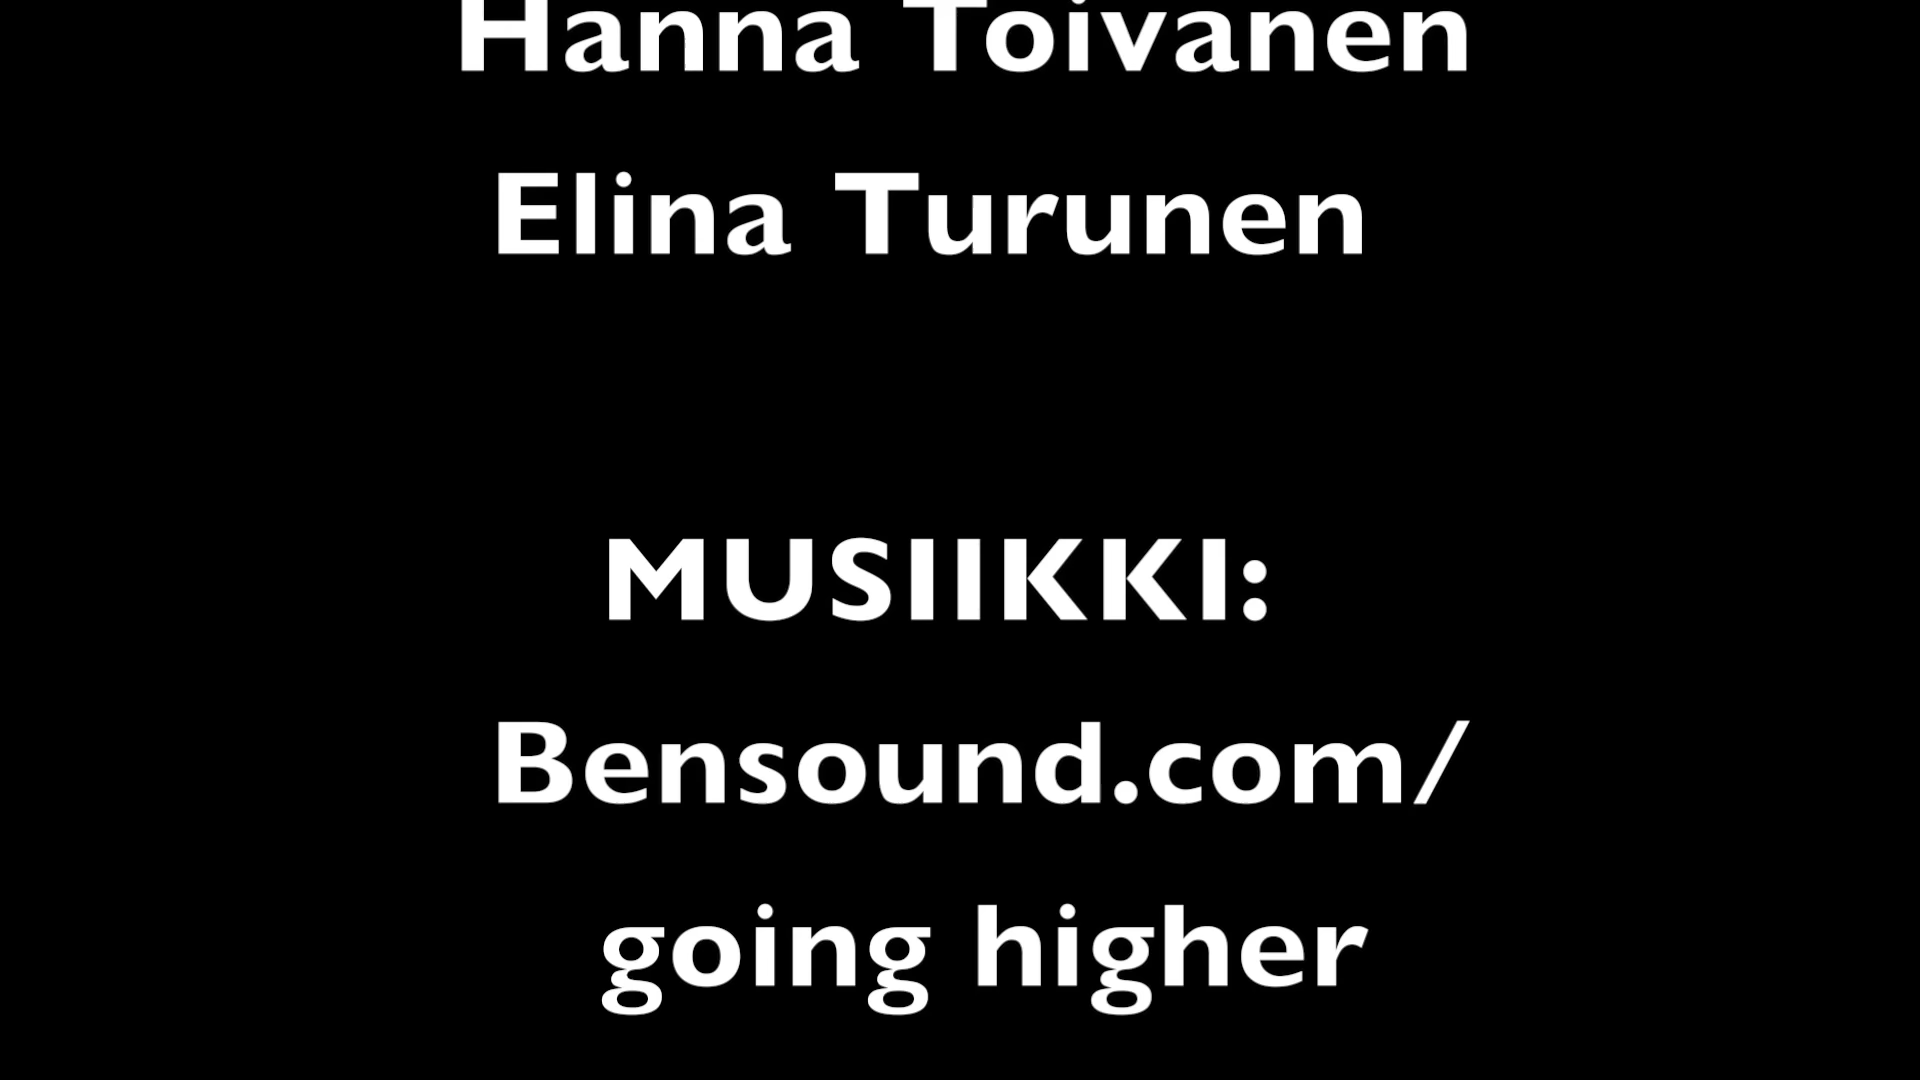 Hanna Toivanen
Elina Turunen
MUSIIKKI:
Bensound.com/
going higher